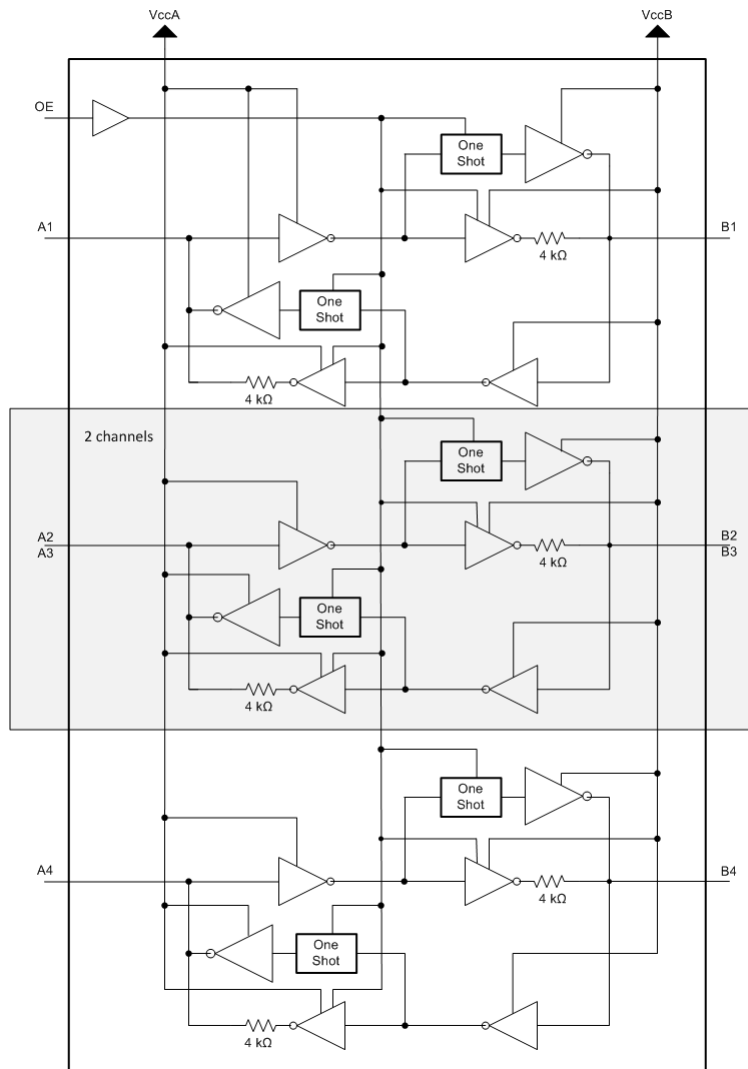 VccA
VccB
OE
One
Shot
A1
B1
4 kΩ
One
Shot
4 kΩ
2 channels
One
Shot
A2
A3
B2
B3
4 kΩ
One
Shot
4 kΩ
One
Shot
A4
B4
4 kΩ
One
Shot
4 kΩ